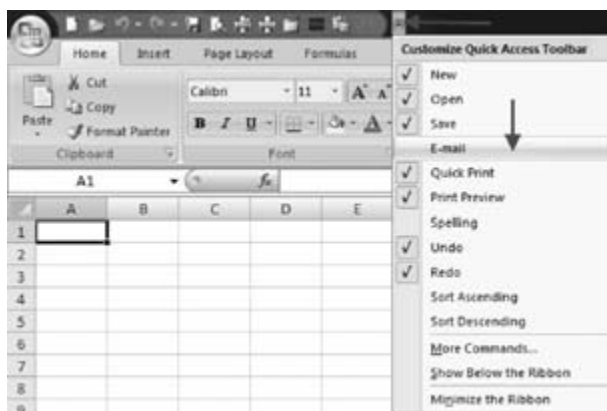 Home Insert Page Layout Formulas
Cut
Copy
Format Painter
Paste
Clipboard
Calibri 11
B I U
Font
A1 fx
A B C D E
1
2
3
4
5
6
7
8
9
Customize Quick Access Toolbar
New
Open
Save
E-mail
Quick Print
Print Preview
Spelling
Undo
Redo
Sort Ascending
Sort Descending
More Commands...
Show Below the Ribbon
Minimize the Ribbon